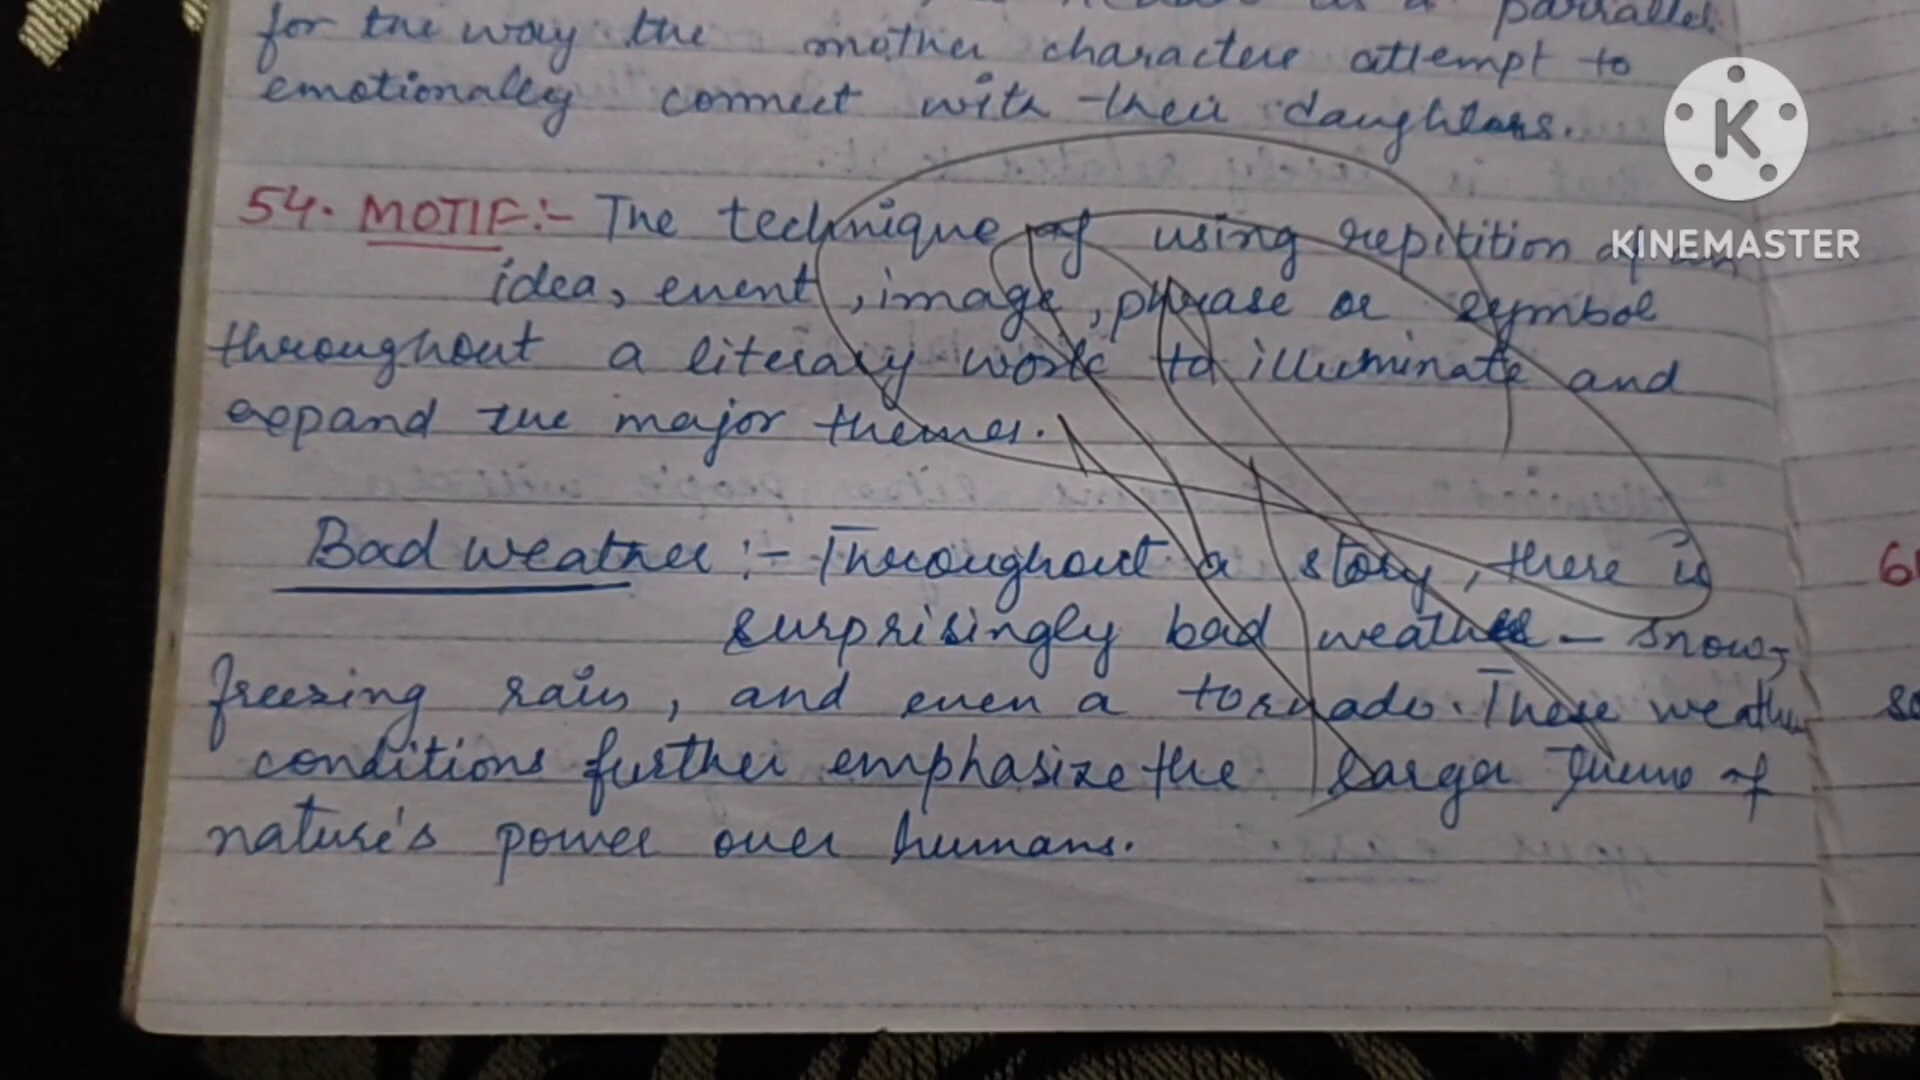 as a parrallel
for the way the mother characters attempt to
emotionally connect with their daughters.
54. MOTIF:- The technique of using repitition of an
idea, event, image, phrase or symbol
throughout a literary work to illuminate and
expand the major themes.
Bad weather :- Throughout a story, there is
surprisingly bad weather - snow,
freezing rain, and even a tornado. These weather
conditions further emphasize the larger theme of
nature's power over humans.
K
KINEMASTER